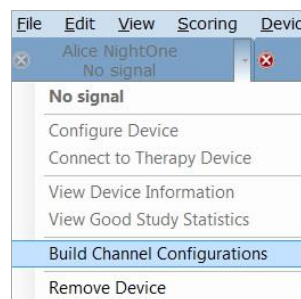 File Edit View Scoring
Alice NightOne
No signal
No signal
Configure Device
Connect to Therapy Device
View Device Information
View Good Study Statistics
Build Channel Configurations
Remove Device